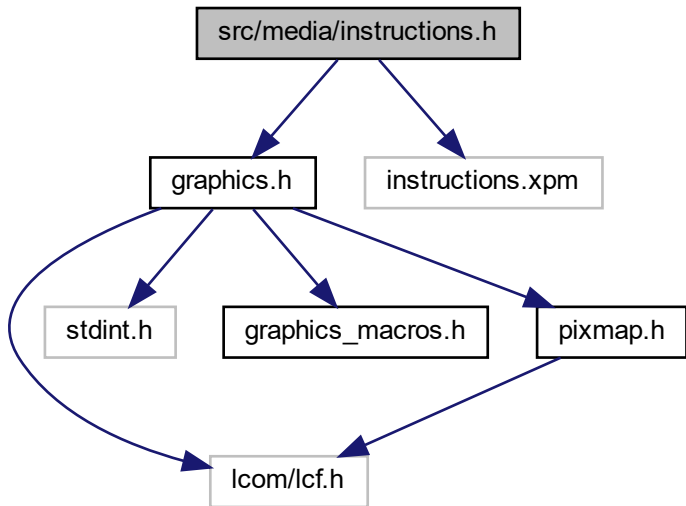 src/media/instructions.h
graphics.h
instructions.xpm
stdint.h
graphics_macros.h
pixmap.h
lcom/lcf.h